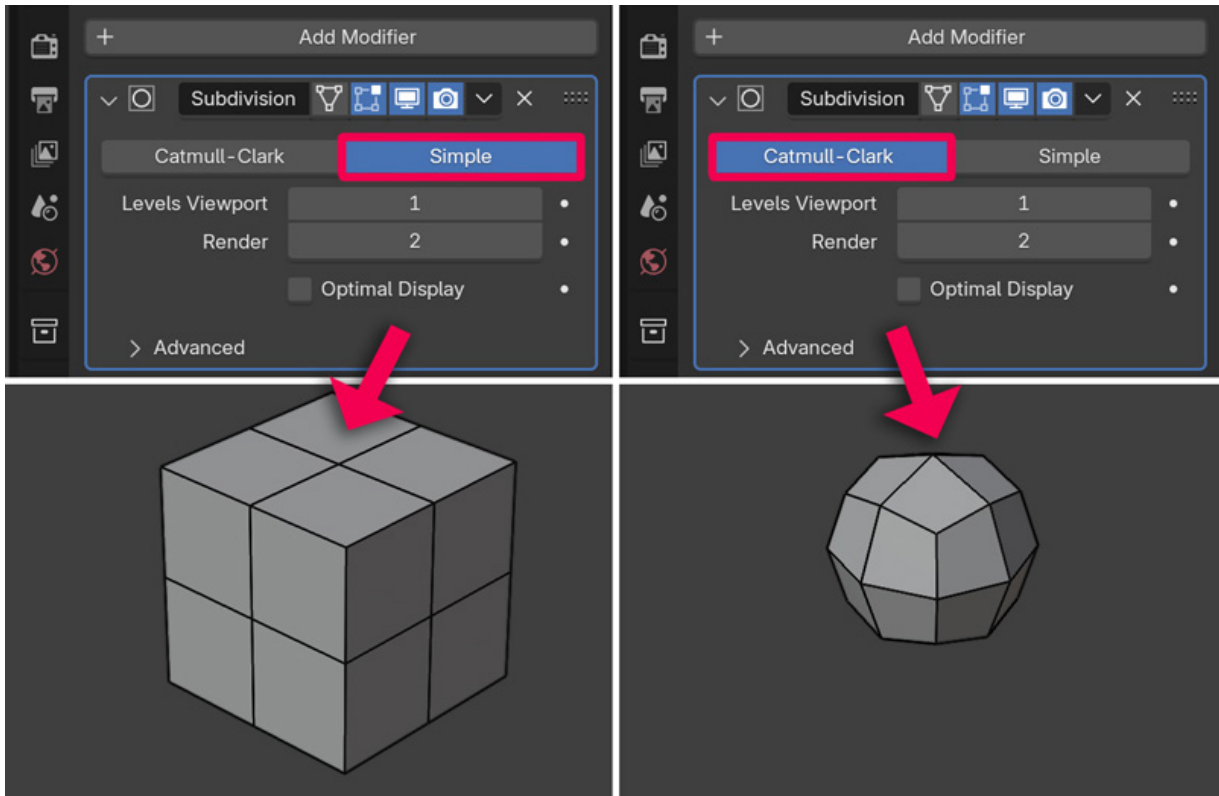 Add Modifier
Subdivision
Catmull-Clark Simple
Levels Viewport 1
Render 2
Optimal Display
Advanced
Add Modifier
Subdivision
Catmull-Clark Simple
Levels Viewport 1
Render 2
Optimal Display
Advanced